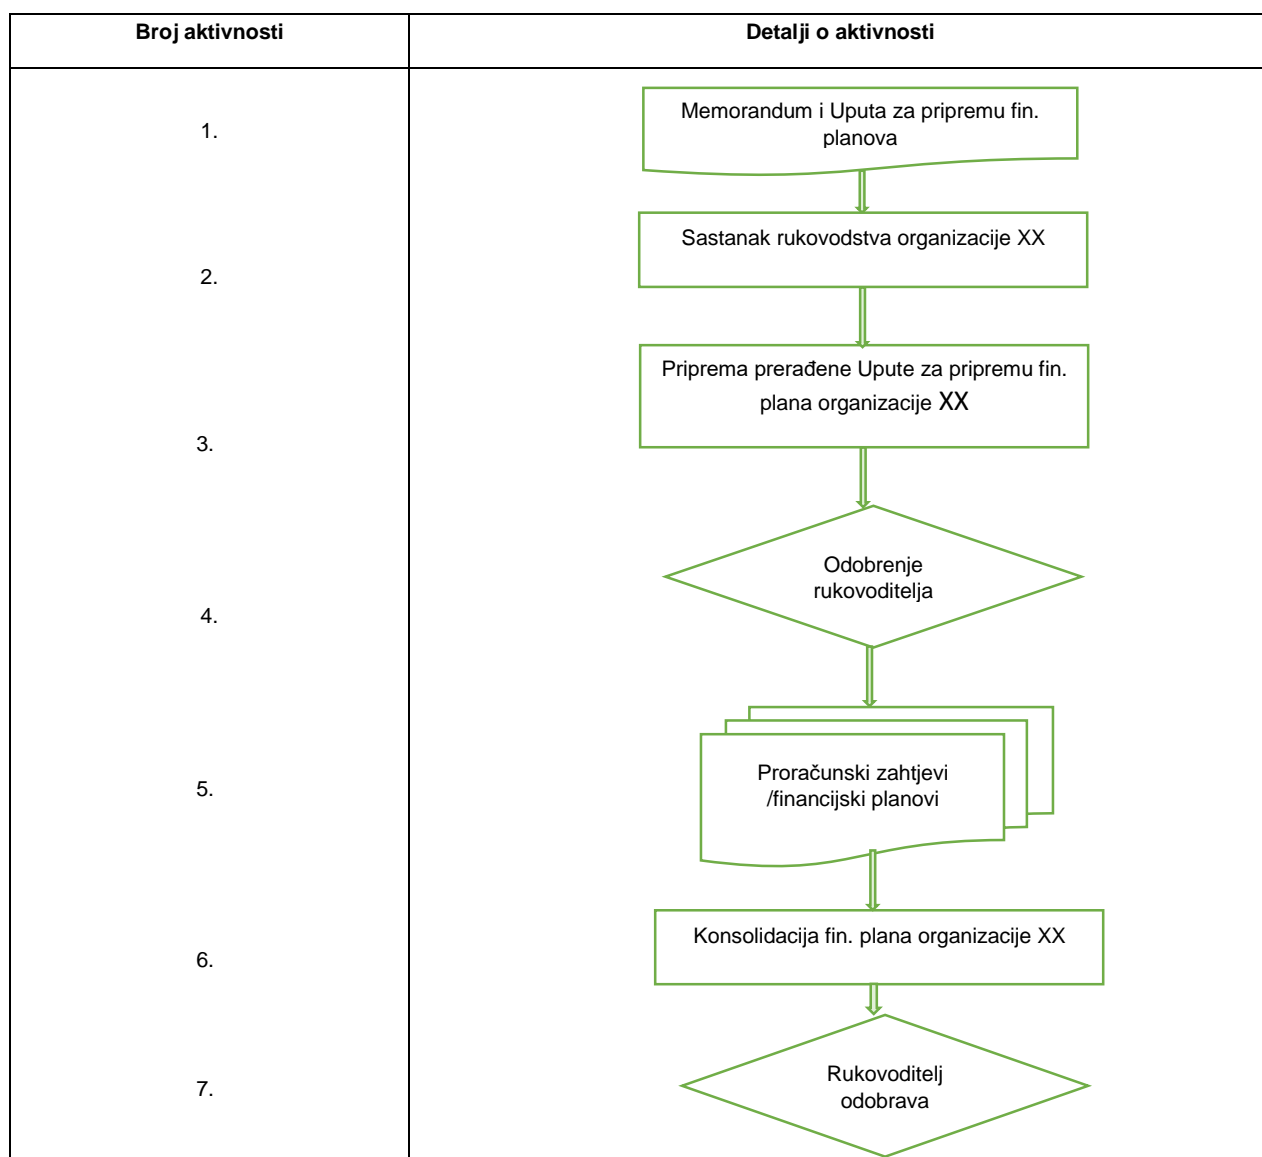 Broj aktivnosti
Detalji o aktivnosti
1.
Memorandum i Uputa za pripremu fin.
planova
2.
Sastanak rukovodstva organizacije XX
3.
Priprema prerađene Upute za pripremu fin.
plana organizacije XX
4.
Odobrenje
rukovoditelja
5.
Proračunski zahtjevi
/financijski planovi
6.
Konsolidacija fin. plana organizacije XX
7.
Rukovoditelj
odobrava